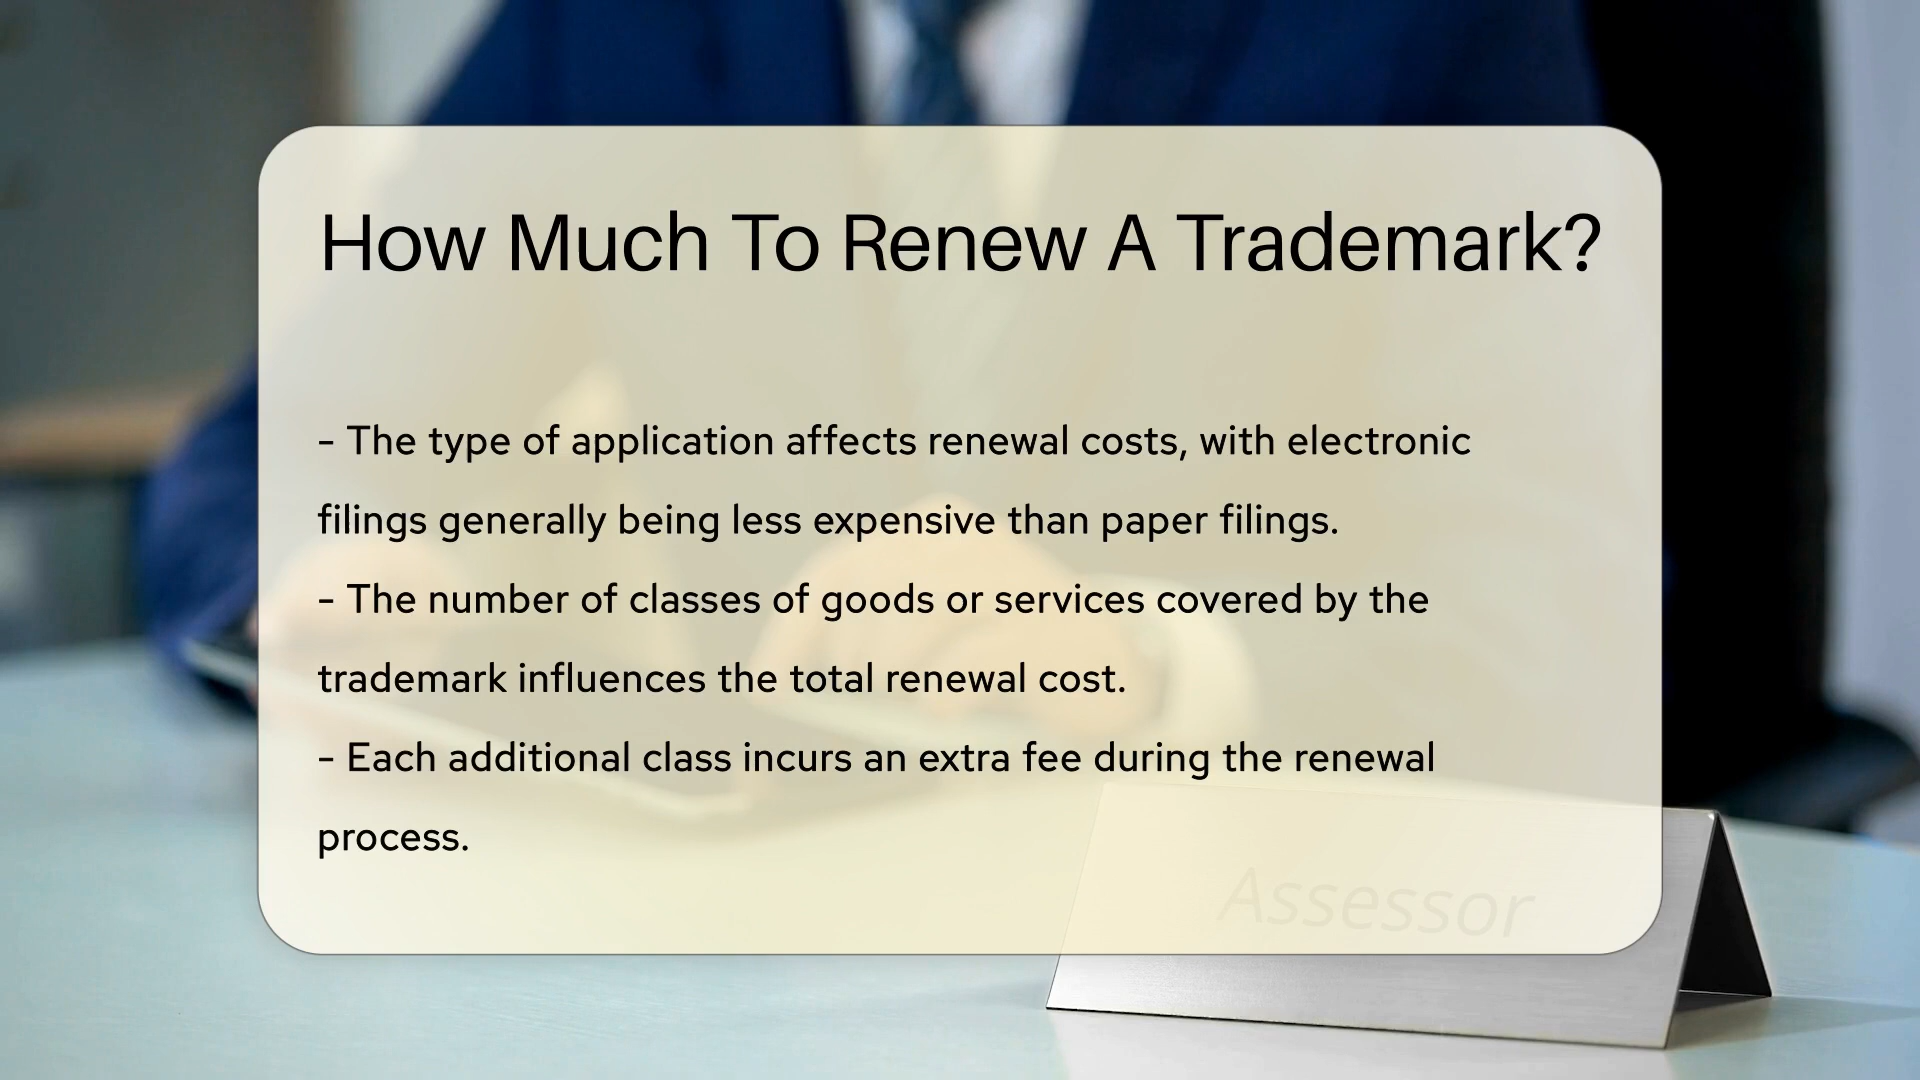 How Much To Renew A Trademark?
- The type of application affects renewal costs, with electronic
filings generally being less expensive than paper filings.
- The number of classes of goods or services covered by the
trademark influences the total renewal cost.
- Each additional class incurs an extra fee during the renewal
process.
Assessor